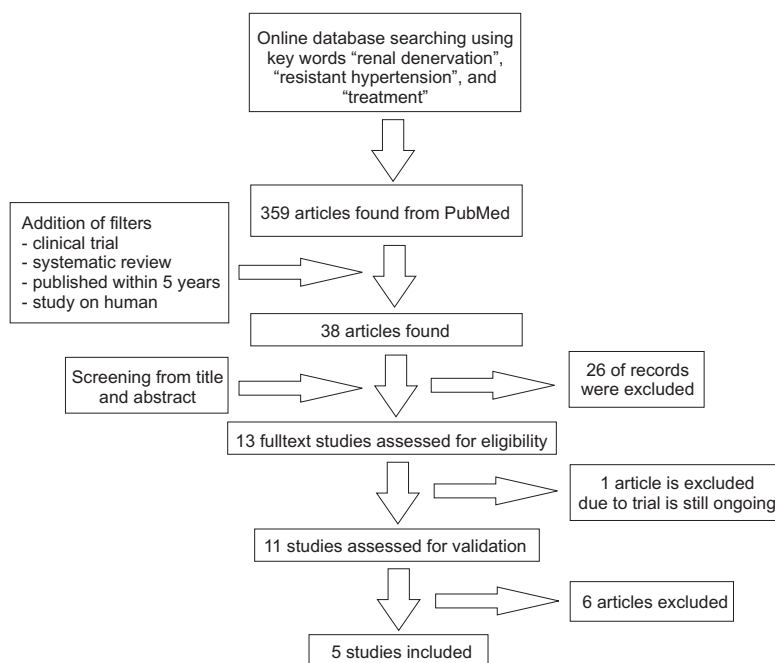 Online database searching using
key words “renal denervation”,
“resistant hypertension”, and
“treatment”
359 articles found from PubMed
Addition of filters
- clinical trial
- systematic review
- published within 5 years
- study on human
38 articles found
Screening from title
and abstract
26 of records
were excluded
13 fulltext studies assessed for eligibility
1 article is excluded
due to trial is still ongoing
11 studies assessed for validation
6 articles excluded
5 studies included